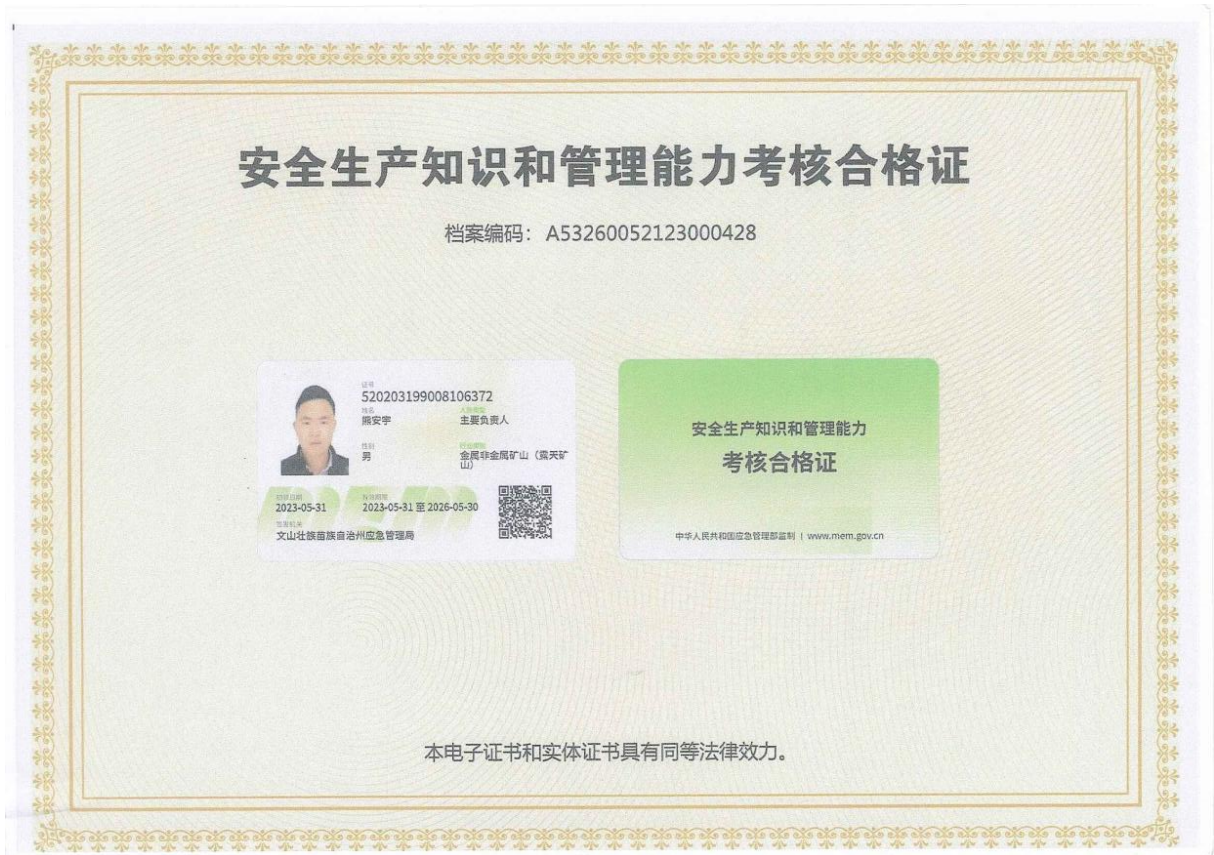 安全生产知识和管理能力考核合格证
档案编码：A53260052123000428
证号
520203199008106372
姓名
人员类型
熊安宇
主要负责人
性别
行业类别
男
金属非金属矿山（露天矿
山）
初领日期
有效期限
2023-05-31
2023-05-31 至 2026-05-30
签发机关
文山壮族苗族自治州应急管理局
安全生产知识和管理能力
考核合格证
中华人民共和国应急管理部监制 | www.mem.gov.cn
本电子证书和实体证书具有同等法律效力。